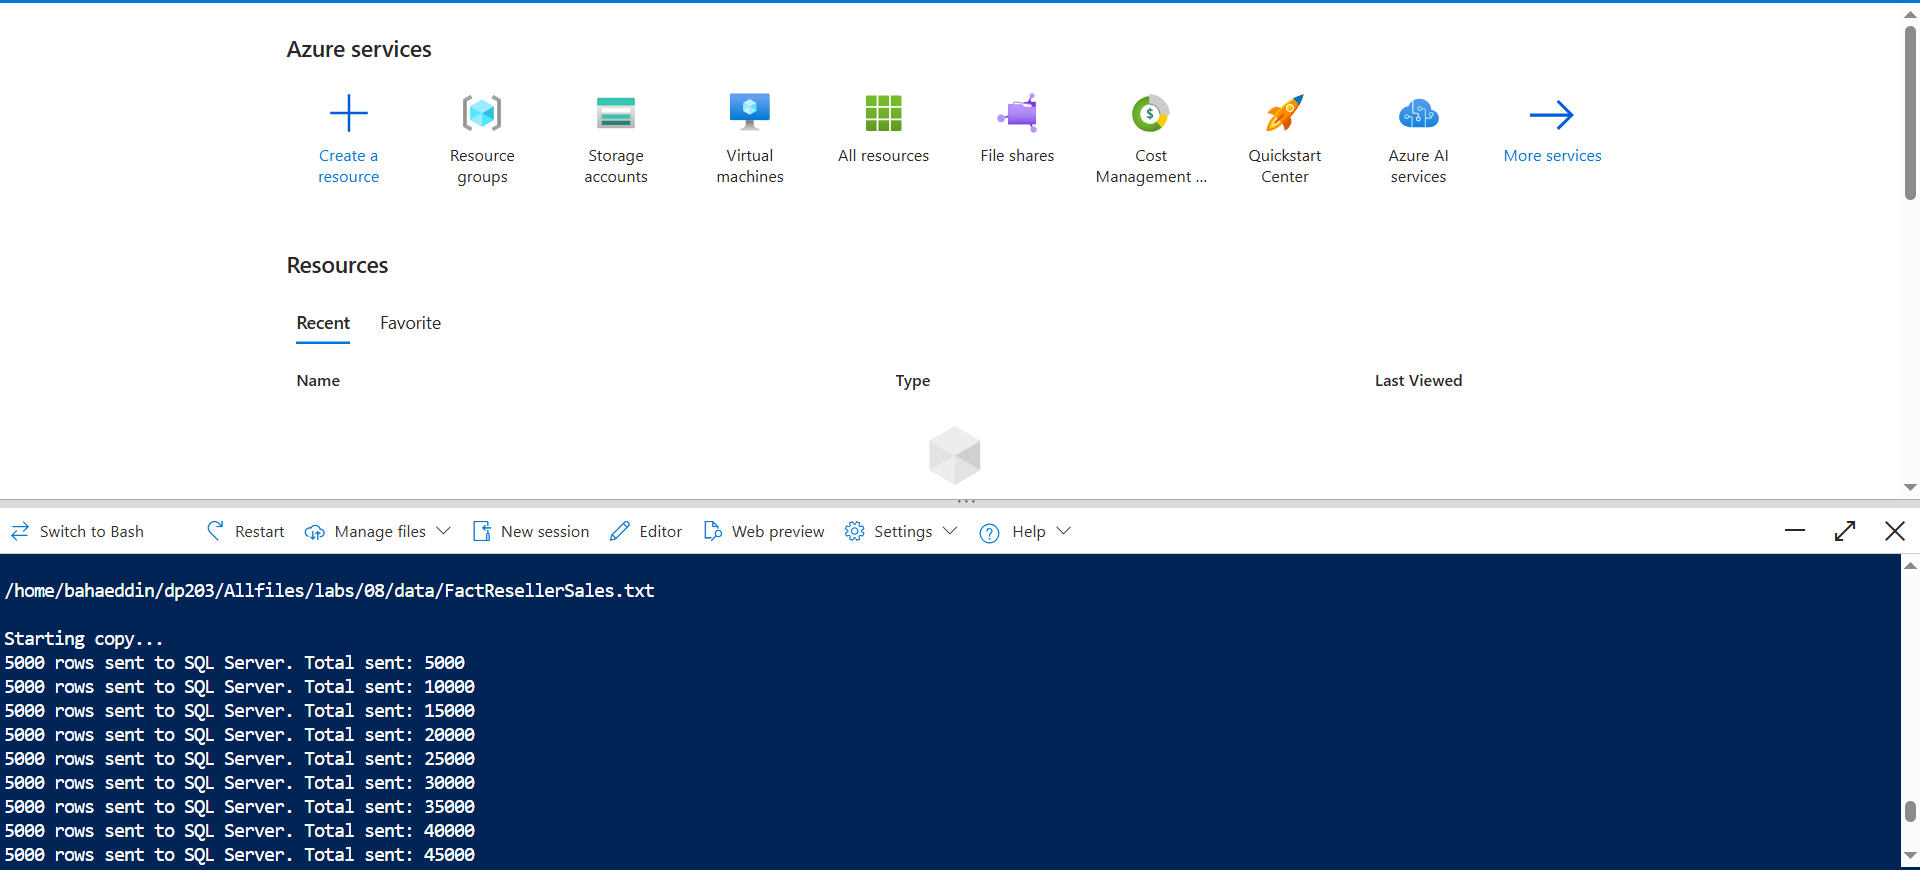 Azure services
Create a resource
Resource groups
Storage accounts
Virtual machines
All resources
File shares
Cost Management ...
Quickstart Center
Azure AI services
More services
Resources
Recent Favorite
Name Type Last Viewed
Switch to Bash Restart Manage files New session Editor Web preview Settings Help
/home/bahaeddin/dp203/Allfiles/labs/08/data/FactResellerSales.txt
Starting copy...
5000 rows sent to SQL Server. Total sent: 5000
5000 rows sent to SQL Server. Total sent: 10000
5000 rows sent to SQL Server. Total sent: 15000
5000 rows sent to SQL Server. Total sent: 20000
5000 rows sent to SQL Server. Total sent: 25000
5000 rows sent to SQL Server. Total sent: 30000
5000 rows sent to SQL Server. Total sent: 35000
5000 rows sent to SQL Server. Total sent: 40000
5000 rows sent to SQL Server. Total sent: 45000